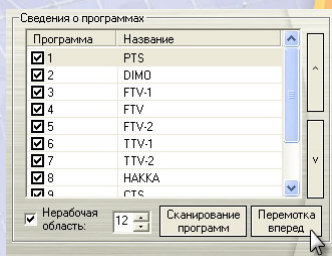 Сведения о программах
Программа Название
1 PTS
2 DIMO
3 FTV-1
4 FTV
5 FTV-2
6 TTV-1
7 TTV-2
8 HAKKA
9 CTS
Нерабочая область: 12 Сканирование программ Перемотка вперед